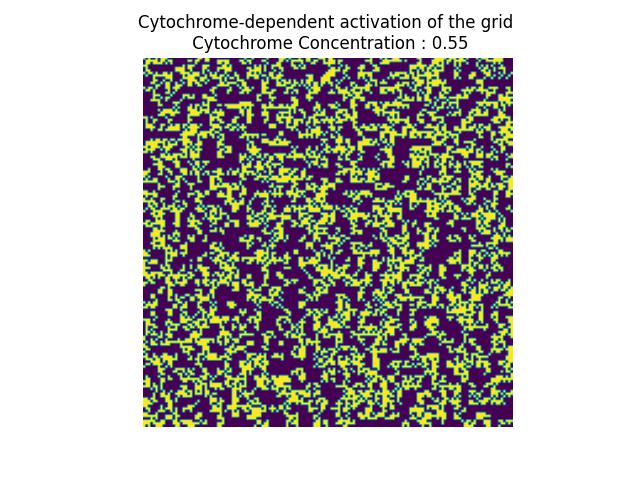 Cytochrome-dependent activation of the grid
Cytochrome Concentration : 0.55